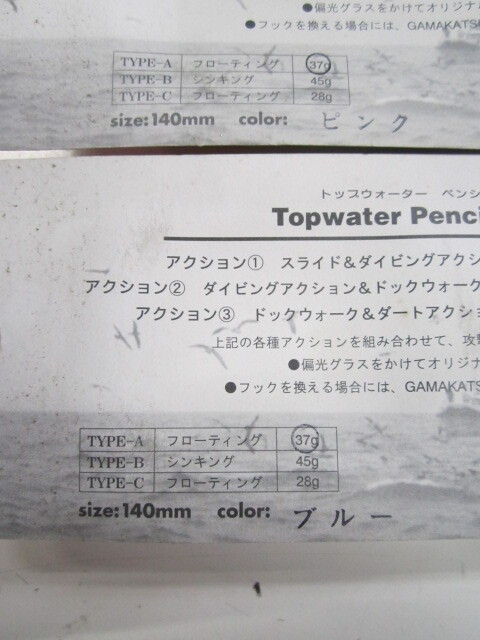 ●偏光グラスをかけてオリジナ
●フックを換える場合には、GAMAKATS
TYPE-A フローティング 37g
TYPE-B シンキング 45g
TYPE-C フローティング 28g
size:140mm color: ピンク
トップウォーター ペンシ
Topwater Penci
アクション① スライド&ダイビングアクシ
アクション② ダイビングアクション&ドックウォーク
アクション③ ドックウォーク&ダートアクショ
上記の各種アクションを組み合わせて、攻撃
●偏光グラスをかけてオリジナ
●フックを換える場合には、GAMAKATS
TYPE-A フローティング 37g
TYPE-B シンキング 45g
TYPE-C フローティング 28g
size:140mm color: ブルー